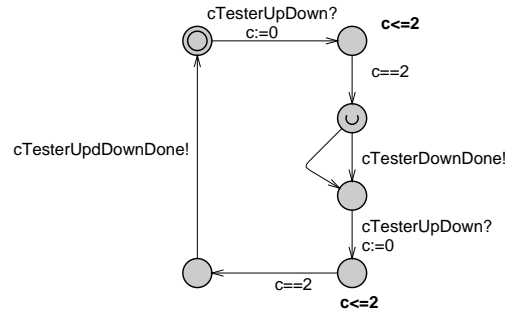 cTesterUpDown?
c:=0
c<=2
c==2
cTesterUpdDownDone!
cTesterDownDone!
cTesterUpDown?
c:=0
c==2
c<=2